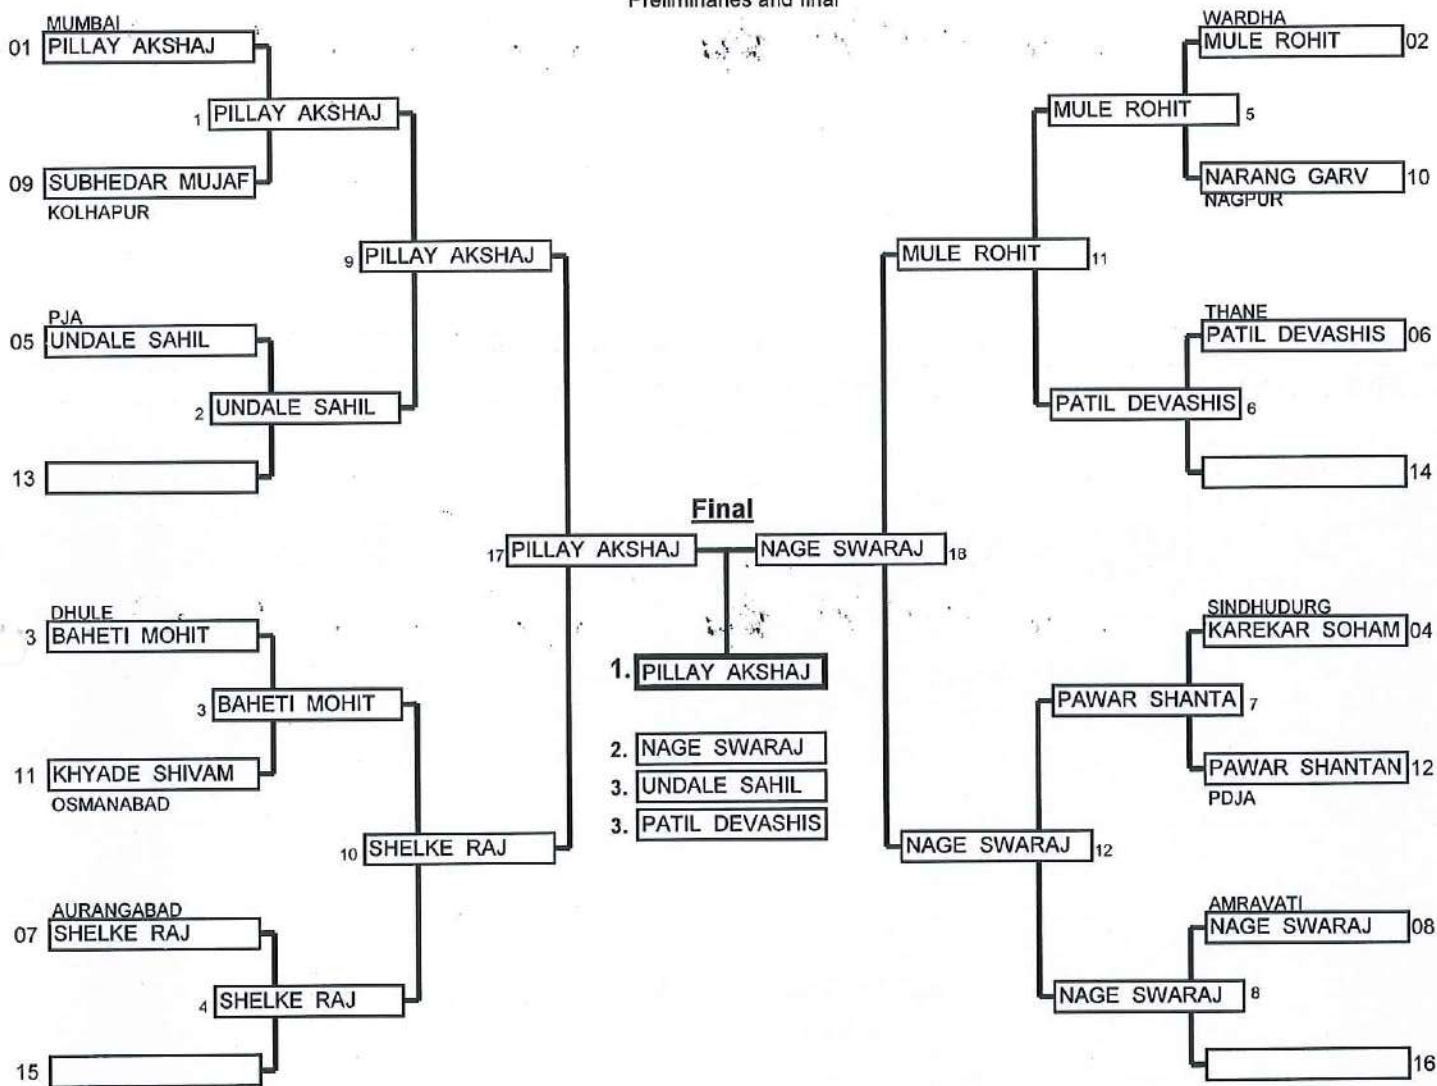 Preliminaries and final
MUMBAI
01 PILLAY AKSHAJ
1 PILLAY AKSHAJ
09 SUBHEDAR MUJAF
KOLHAPUR
9 PILLAY AKSHAJ
PJA
05 UNDALE SAHIL
2 UNDALE SAHIL
13
17 PILLAY AKSHAJ
DHULE
3 BAHETI MOHIT
3 BAHETI MOHIT
11 KHYADE SHIVAM
OSMANABAD
10 SHELKE RAJ
AURANGABAD
07 SHELKE RAJ
4 SHELKE RAJ
15
Final
1. PILLAY AKSHAJ
2. NAGE SWARAJ
3. UNDALE SAHIL
3. PATIL DEVASHIS
WARDHA
MULE ROHIT 02
MULE ROHIT 5
NARANG GARV 10
NAGPUR
MULE ROHIT 11
THANE
PATIL DEVASHIS 06
PATIL DEVASHIS 6
14
NAGE SWARAJ 18
SINDHUDURG
KAREKAR SOHAM 04
PAWAR SHANTA 7
PAWAR SHANTAN 12
PDJA
NAGE SWARAJ 12
AMRAVATI
NAGE SWARAJ 08
NAGE SWARAJ 8
16